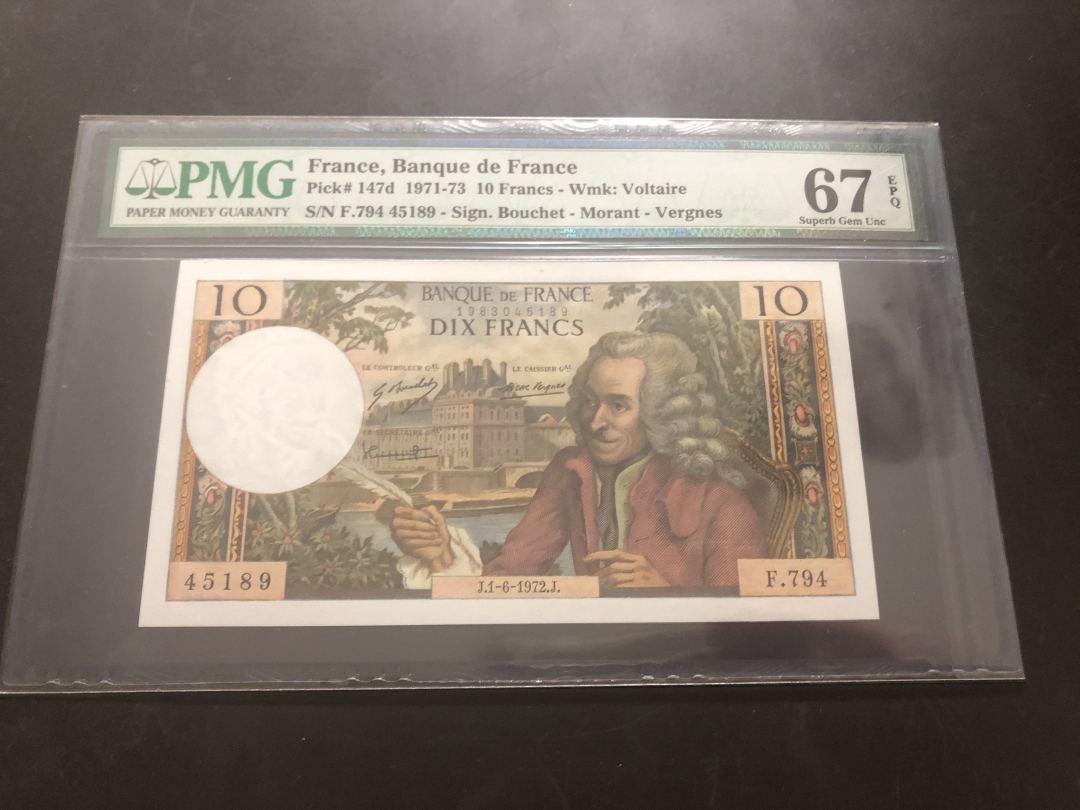 PMG
PAPER MONEY GUARANTY
France, Banque de France
Pick# 147d 1971-73 10 Francs - Wmk: Voltaire
S/N F.794 45189 - Sign. Bouchet - Morant - Vergnes
67 EPQ
Superb Gem Unc
10 BANQUE DE FRANCE 10
1983045189
DIX FRANCS
LE CONTROLEUR GAL LE CAISSIER GAL
45189 J.1-6-1972.J. F.794